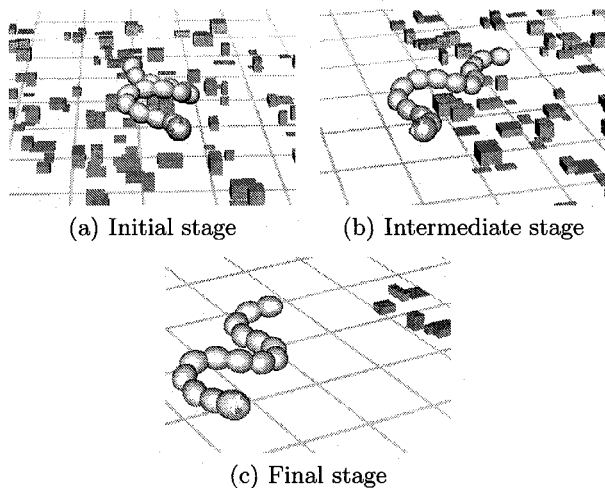 (a) Initial stage
(b) Intermediate stage
(c) Final stage